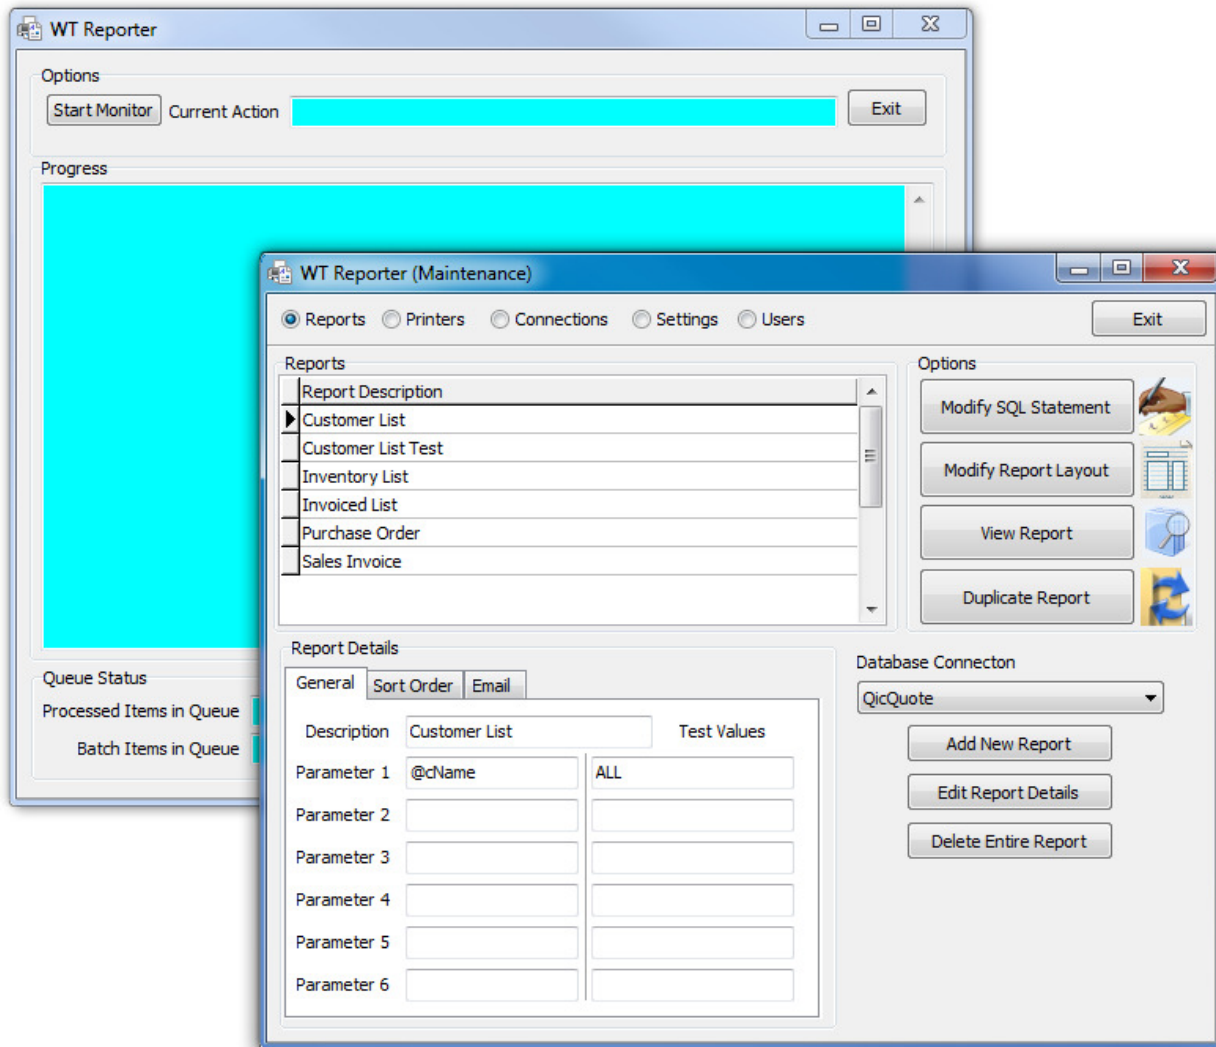 WT Reporter
Options
Start Monitor Current Action Exit
Progress
WT Reporter (Maintenance)
Reports Printers Connections Settings Users Exit
Reports
Report Description
Customer List
Customer List Test
Inventory List
Invoiced List
Purchase Order
Sales Invoice
Options
Modify SQL Statement
Modify Report Layout
View Report
Duplicate Report
Queue Status
Processed Items in Queue
Batch Items in Queue
Report Details
General Sort Order Email
Description Customer List Test Values
Parameter 1 @cName ALL
Parameter 2
Parameter 3
Parameter 4
Parameter 5
Parameter 6
Database Connecton
QicQuote
Add New Report
Edit Report Details
Delete Entire Report